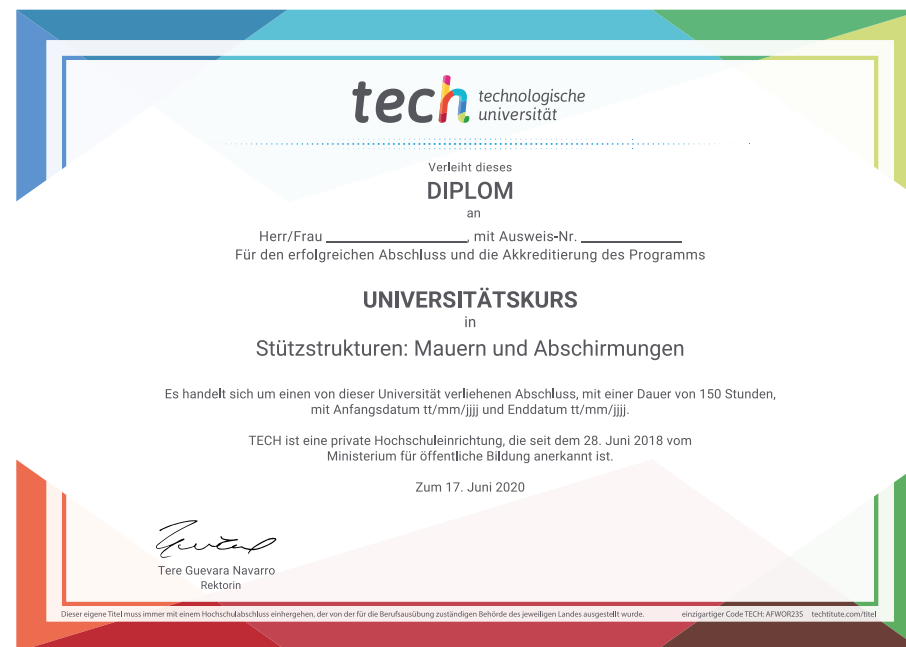 tech technologische
universität
Verleiht dieses
DIPLOM
an
Herr/Frau ____________, mit Ausweis-Nr. ____________
Für den erfolgreichen Abschluss und die Akkreditierung des Programms
UNIVERSITÄTSKURS
in
Stützstrukturen: Mauern und Abschirmungen
Es handelt sich um einen von dieser Universität verliehenen Abschluss, mit einer Dauer von 150 Stunden,
mit Anfangsdatum tt/mm/jjjj und Enddatum tt/mm/jjjj.
TECH ist eine private Hochschuleinrichtung, die seit dem 28. Juni 2018 vom
Ministerium für öffentliche Bildung anerkannt ist.
Zum 17. Juni 2020
Tere Guevara Navarro
Rektorin
Dieser eigene Titel muss immer mit einem Hochschulabschluss einhergehen, der von der für die Berufsausübung zuständigen Behörde des jeweiligen Landes ausgestellt wurde. einzigartiger Code TECH: AFWOR23S techtitute.com/titel